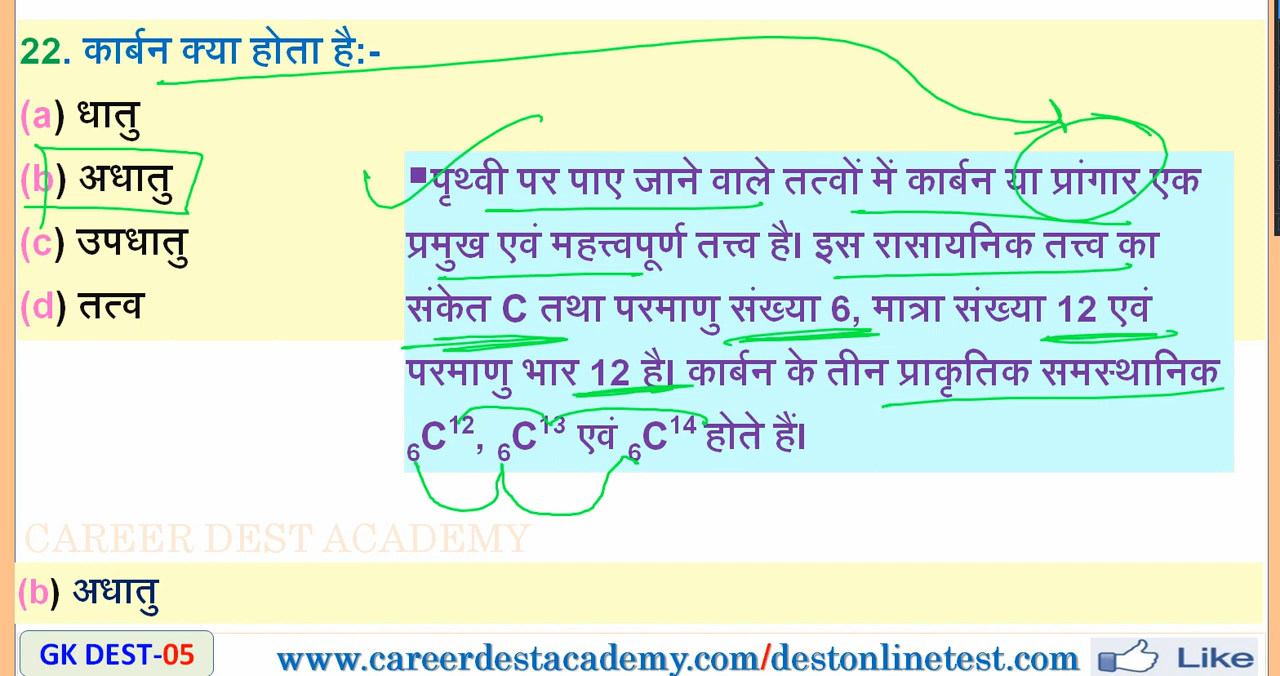 22. कार्बन क्या होता है:-
(a) धातु
(b) अधातु
(c) उपधातु
(d) तत्व
▪पृथ्वी पर पाए जाने वाले तत्वों में कार्बन या प्रांगार एक
प्रमुख एवं महत्त्वपूर्ण तत्त्व है। इस रासायनिक तत्त्व का
संकेत C तथा परमाणु संख्या 6, मात्रा संख्या 12 एवं
परमाणु भार 12 है। कार्बन के तीन प्राकृतिक समस्थानिक
₆C¹², ₆C¹³ एवं ₆C¹⁴ होते हैं।
CAREER DEST ACADEMY
(b) अधातु
GK DEST-05
www.careerdestacademy.com/destonlinetest.com
Like